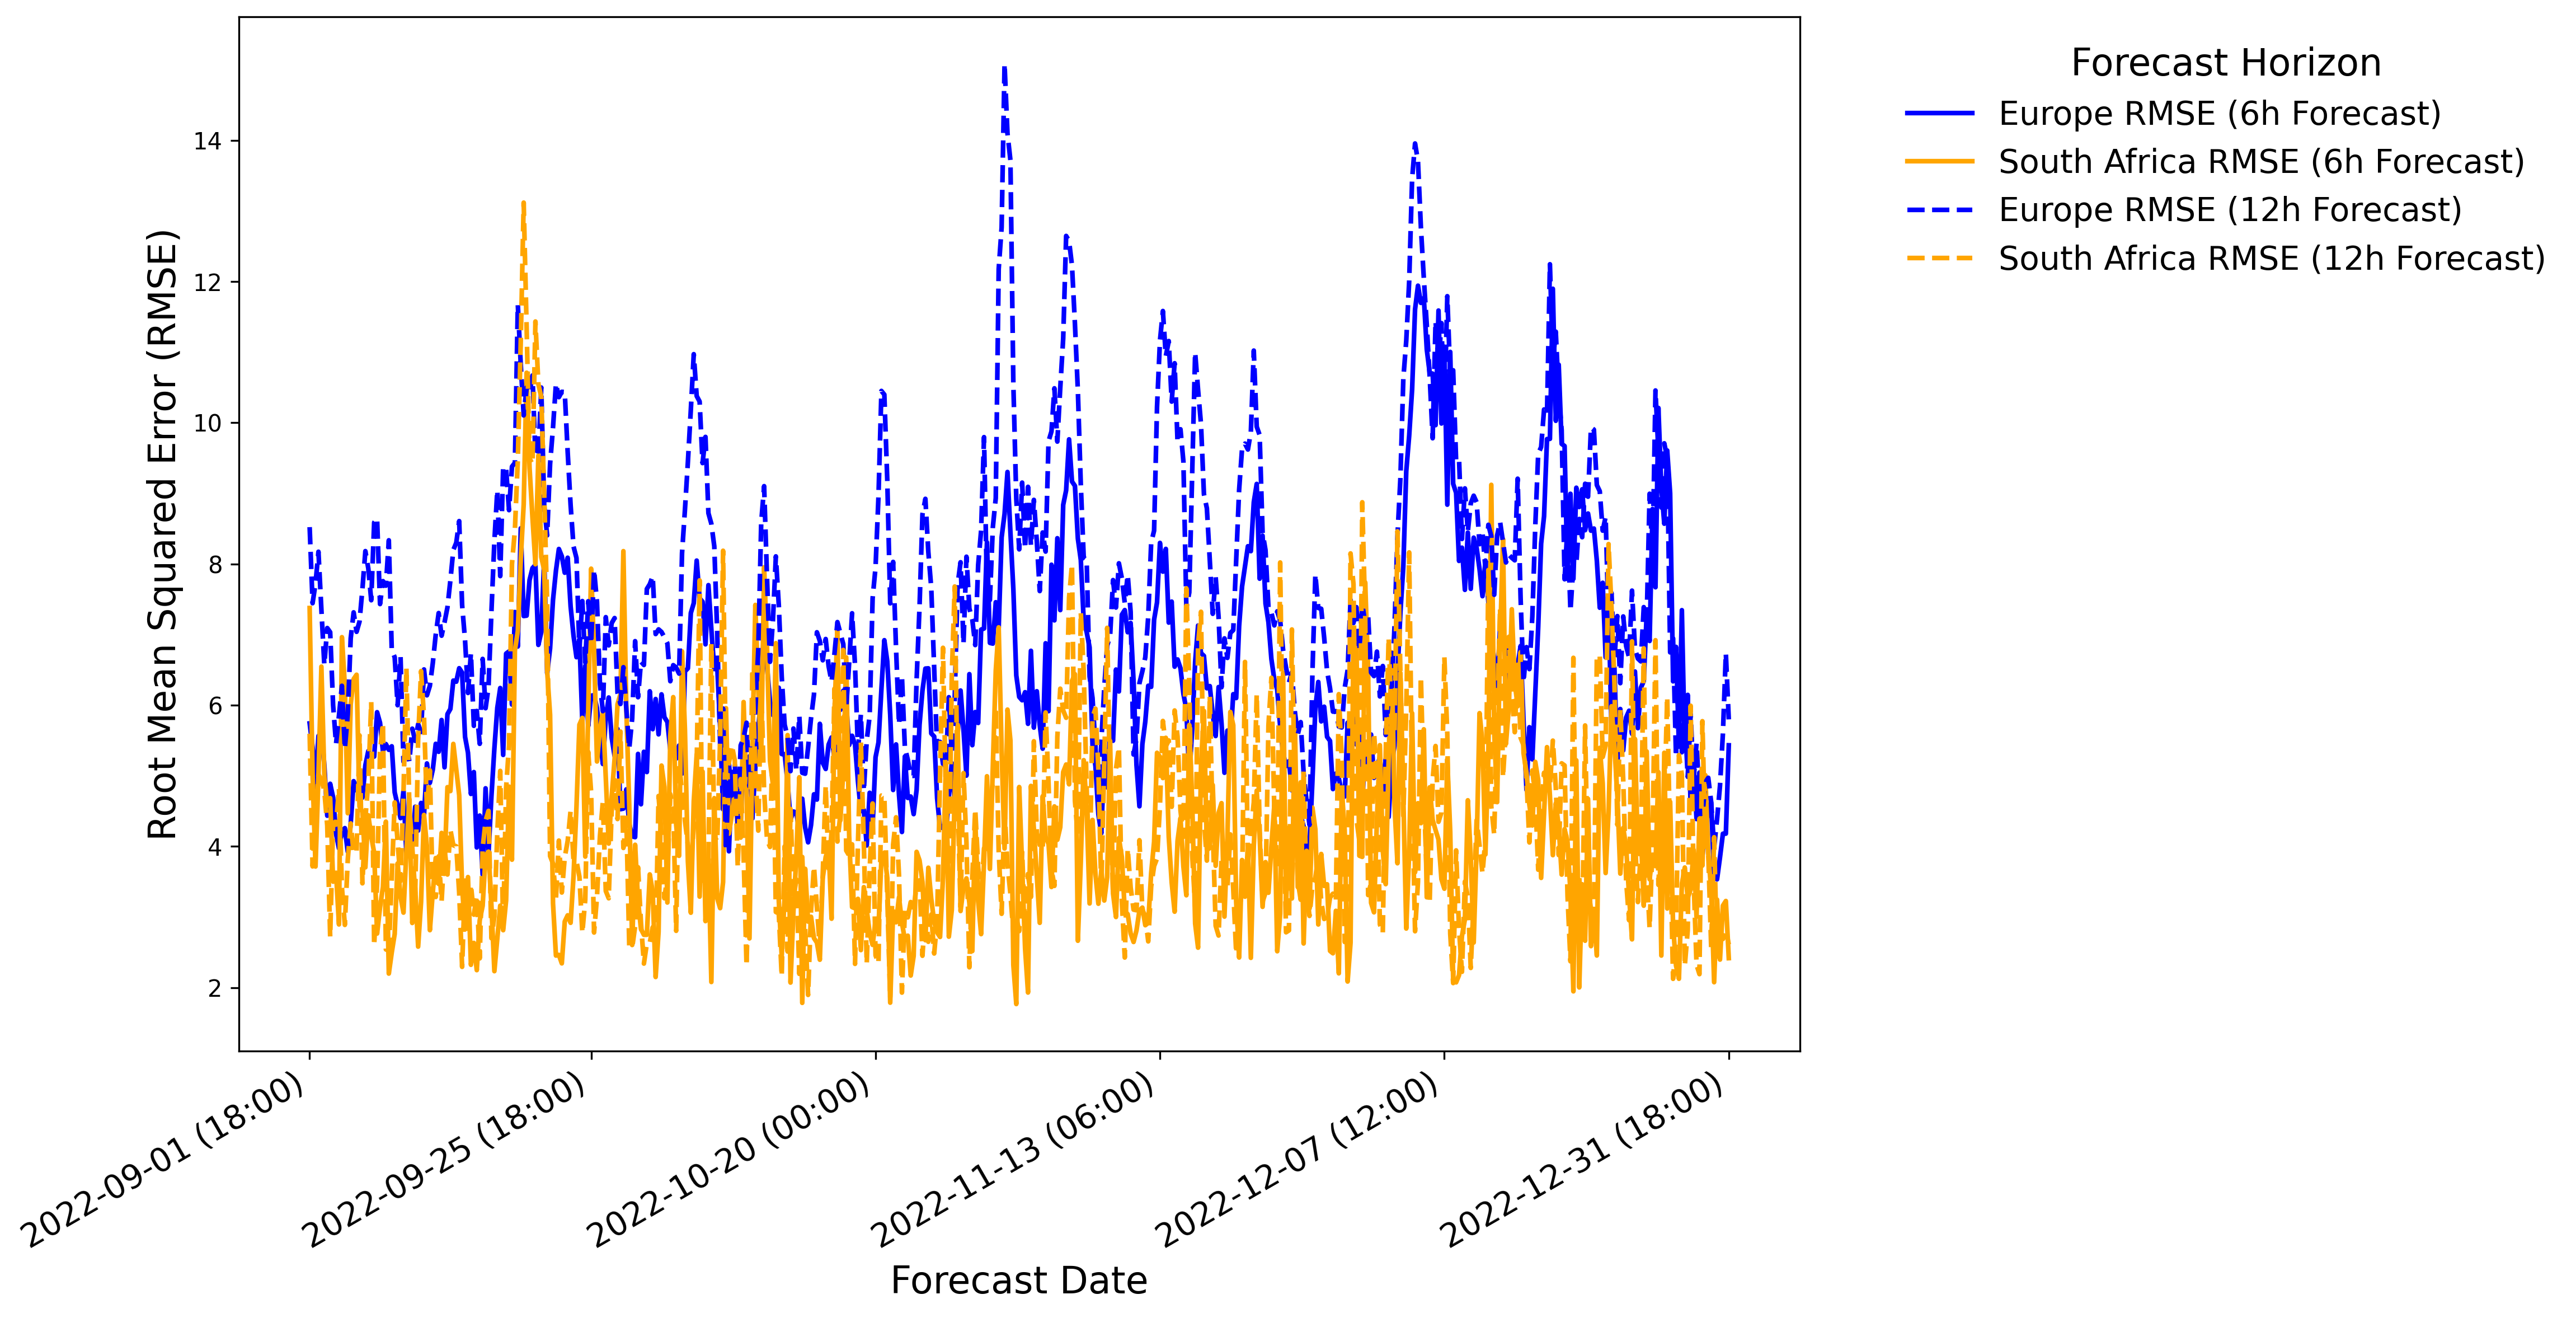 Forecast Horizon
Europe RMSE (6h Forecast)
South Africa RMSE (6h Forecast)
Europe RMSE (12h Forecast)
South Africa RMSE (12h Forecast)
Root Mean Squared Error (RMSE)
14
12
10
8
6
4
2
2022-09-01 (18:00)
2022-09-25 (18:00)
2022-10-20 (00:00)
2022-11-13 (06:00)
2022-12-07 (12:00)
2022-12-31 (18:00)
Forecast Date